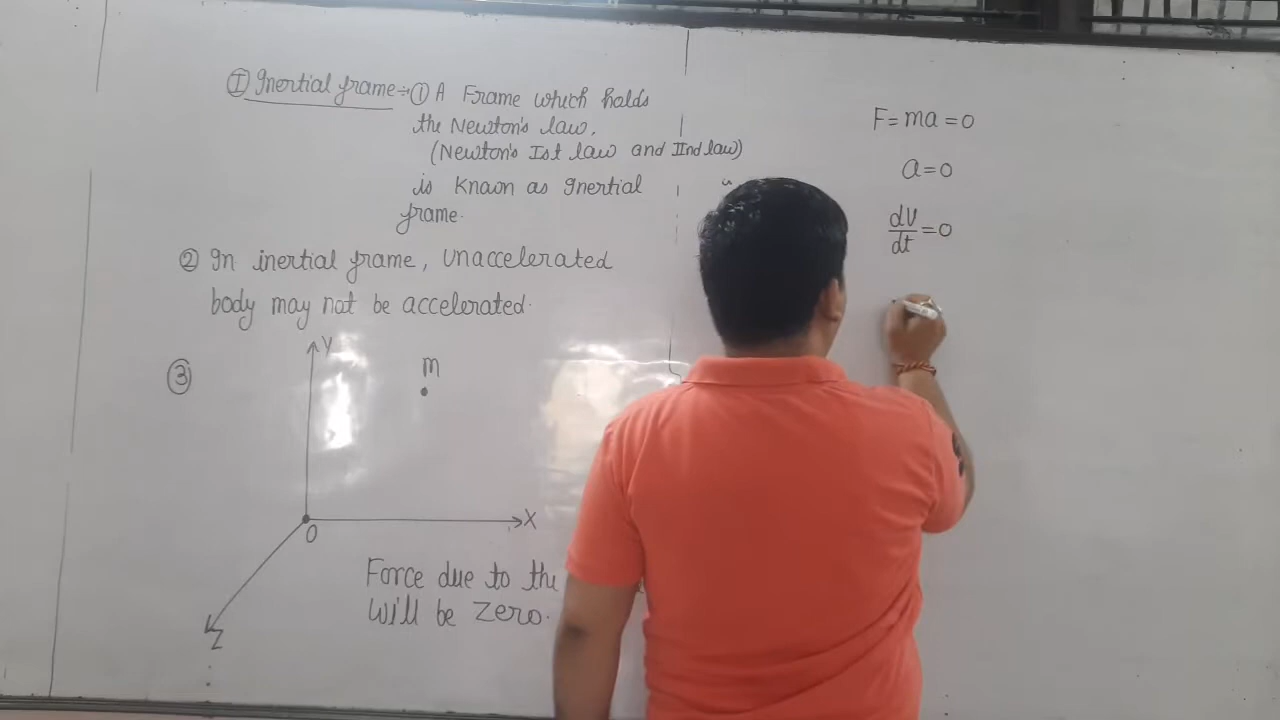 Ⓘ Inertial frame:- ① A Frame which holds
the Newton's law.
(Newton's Ist law and IInd law)
is Knaon as Inertial
frame.
② In inertial frame, unaccelerated
body may not be accelerated.
③
Y
m
X
O
Z
Force due to the
will be zero.
F = ma = 0
a = 0
dV/dt = 0